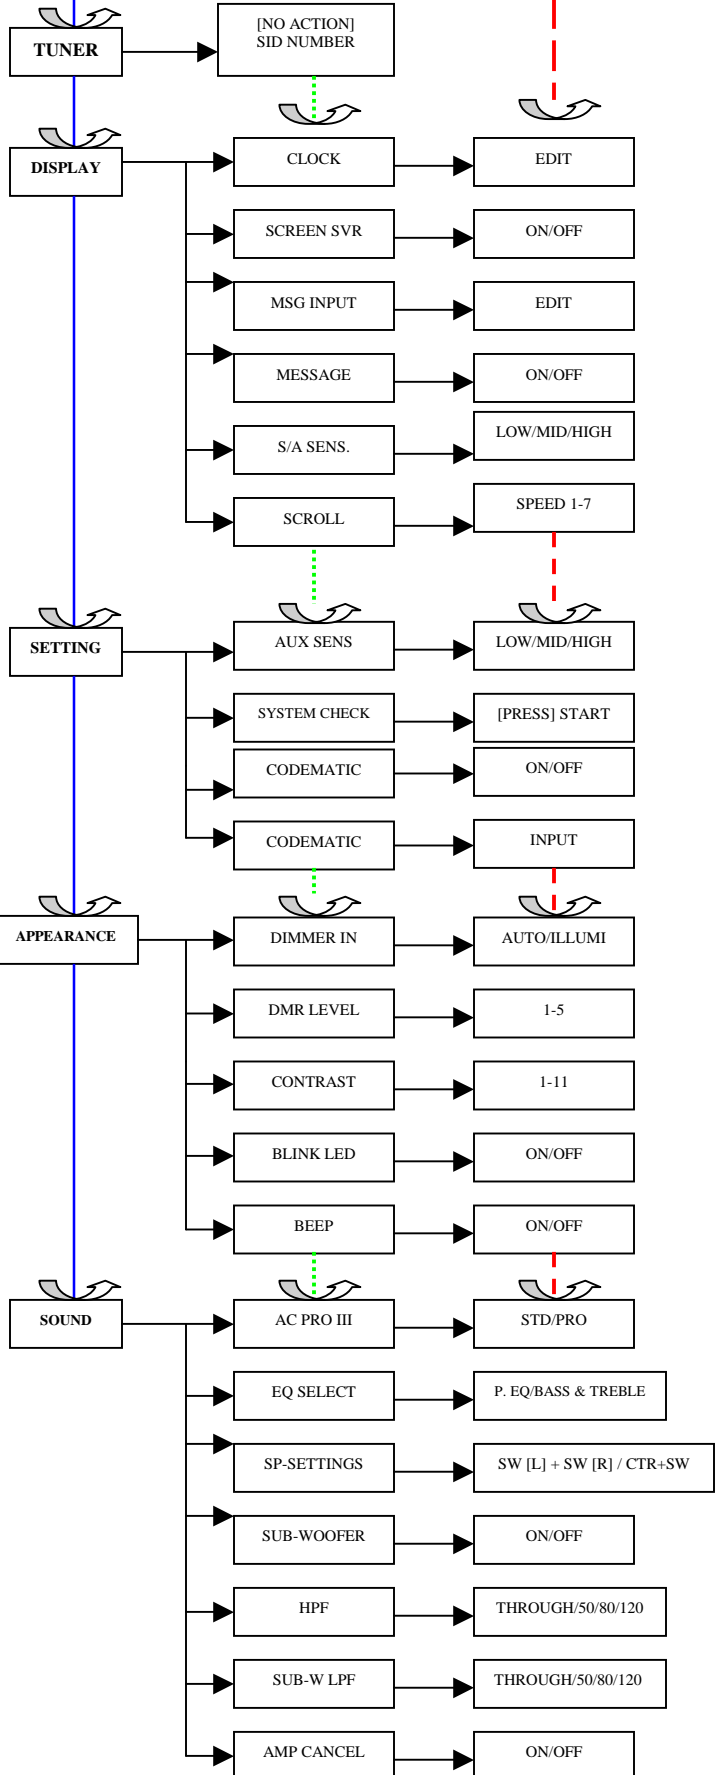 [NO ACTION]
SID NUMBER
TUNER
DISPLAY
CLOCK
EDIT
SCREEN SVR
ON/OFF
MSG INPUT
EDIT
MESSAGE
ON/OFF
S/A SENS.
LOW/MID/HIGH
SCROLL
SPEED 1-7
SETTING
AUX SENS
LOW/MID/HIGH
SYSTEM CHECK
[PRESS] START
CODEMATIC
ON/OFF
CODEMATIC
INPUT
APPEARANCE
DIMMER IN
AUTO/ILLUMI
DMR LEVEL
1-5
CONTRAST
1-11
BLINK LED
ON/OFF
BEEP
ON/OFF
SOUND
AC PRO III
STD/PRO
EQ SELECT
P. EQ/BASS & TREBLE
SP-SETTINGS
SW [L] + SW [R] / CTR+SW
SUB-WOOFER
ON/OFF
HPF
THROUGH/50/80/120
SUB-W LPF
THROUGH/50/80/120
AMP CANCEL
ON/OFF